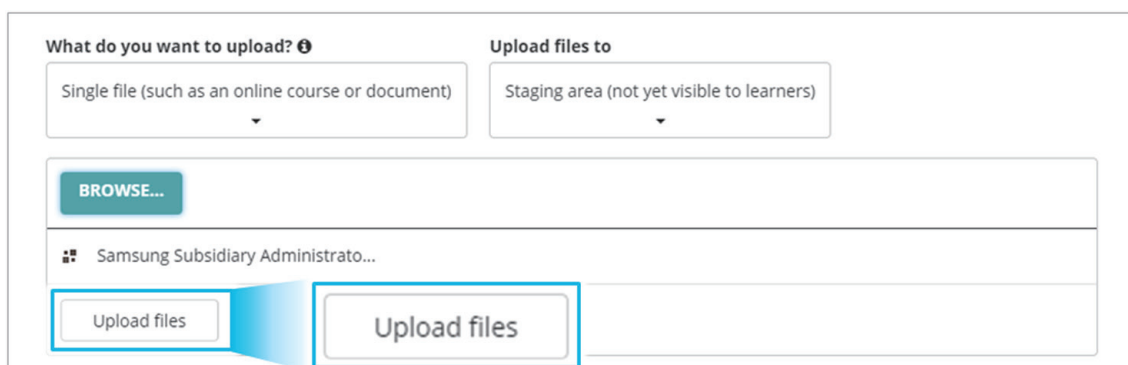 What do you want to upload?
Upload files to
Single file (such as an online course or document)
Staging area (not yet visible to learners)
BROWSE...
Samsung Subsidiary Administrato...
Upload files
Upload files